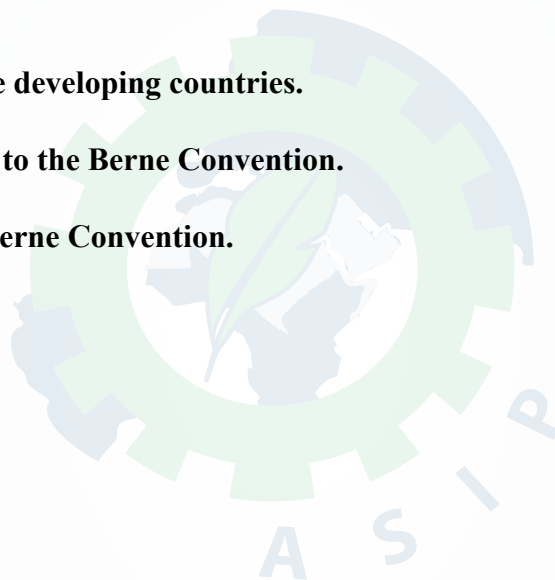 e developing countries.
to the Berne Convention.
erne Convention.
A S I P